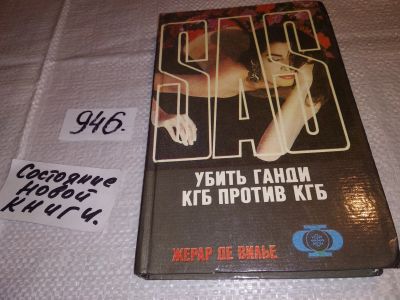 946.
Состояние
новой
книги.
SAS
УБИТЬ ГАНДИ
КГБ ПРОТИВ КГБ
ЖЕРАР ДЕ ВИЛЬЕ